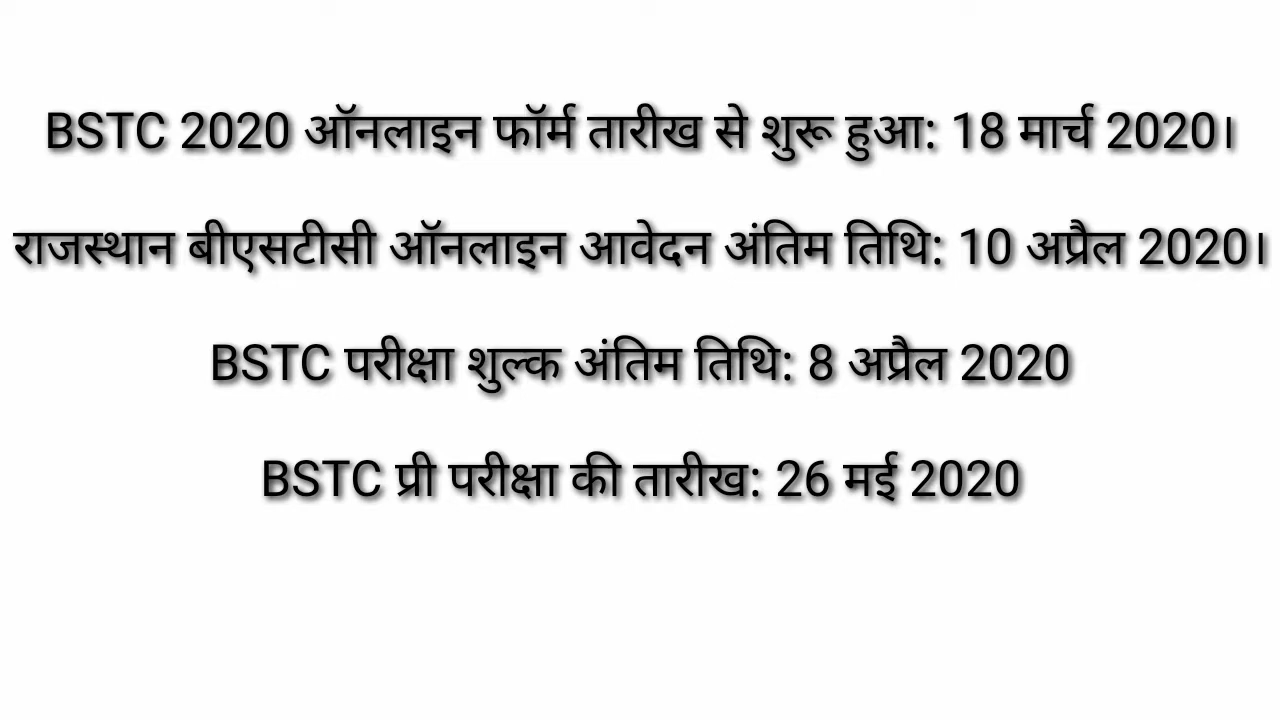 BSTC 2020 ऑनलाइन फॉर्म तारीख से शुरू हुआ: 18 मार्च 2020।
राजस्थान बीएसटीसी ऑनलाइन आवेदन अंतिम तिथि: 10 अप्रैल 2020।
BSTC परीक्षा शुल्क अंतिम तिथि: 8 अप्रैल 2020
BSTC प्री परीक्षा की तारीख: 26 मई 2020